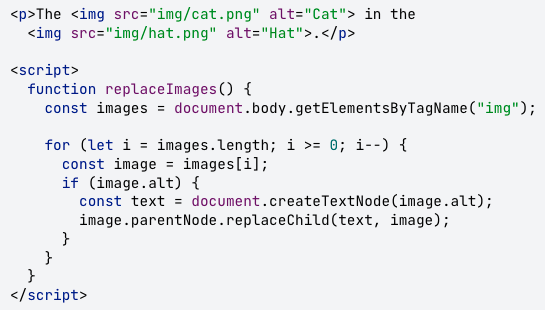 <p>The <img src="img/cat.png" alt="Cat"> in the
  <img src="img/hat.png" alt="Hat">.</p>

<script>
  function replaceImages() {
    const images = document.body.getElementsByTagName("img");

    for (let i = images.length; i >= 0; i--) {
      const image = images[i];
      if (image.alt) {
        const text = document.createTextNode(image.alt);
        image.parentNode.replaceChild(text, image);
      }
    }
  }
</script>